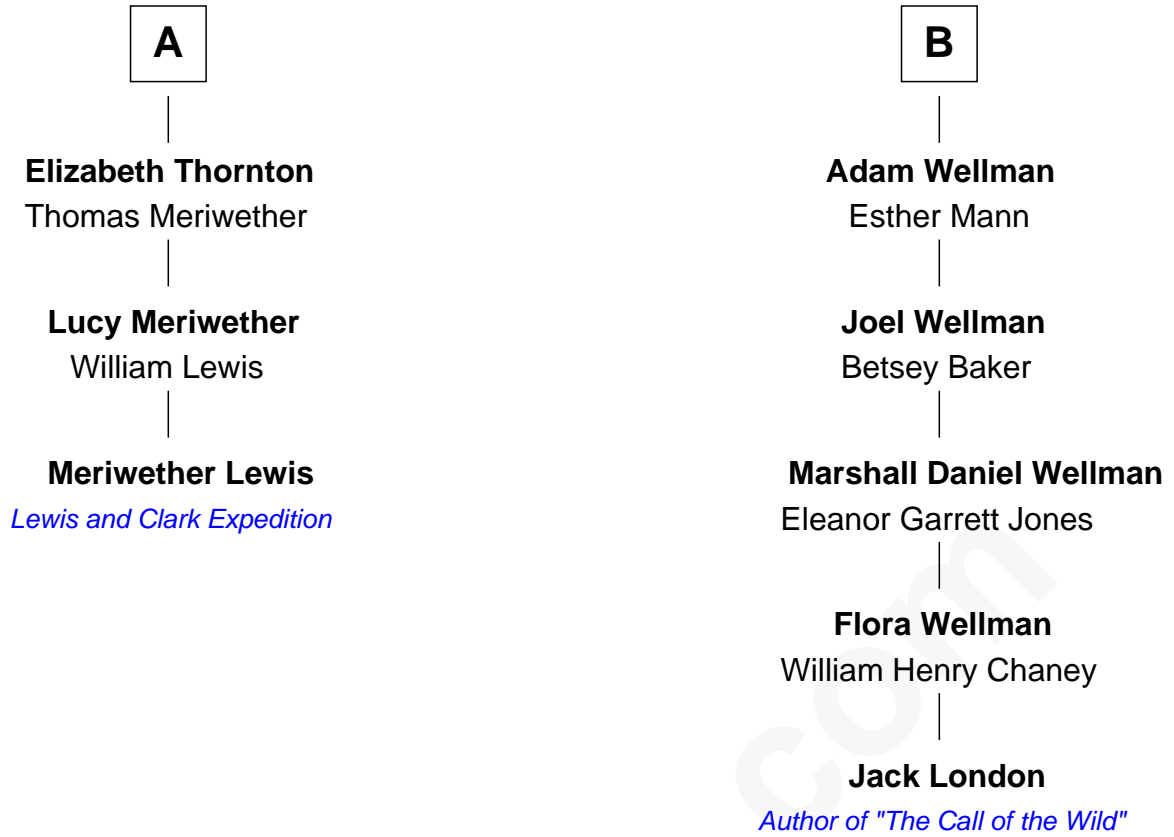 A
Elizabeth Thornton
Thomas Meriwether
Lucy Meriwether
William Lewis
Meriwether Lewis
Lewis and Clark Expedition
B
Adam Wellman
Esther Mann
Joel Wellman
Betsey Baker
Marshall Daniel Wellman
Eleanor Garrett Jones
Flora Wellman
William Henry Chaney
Jack London
Author of "The Call of the Wild"
com